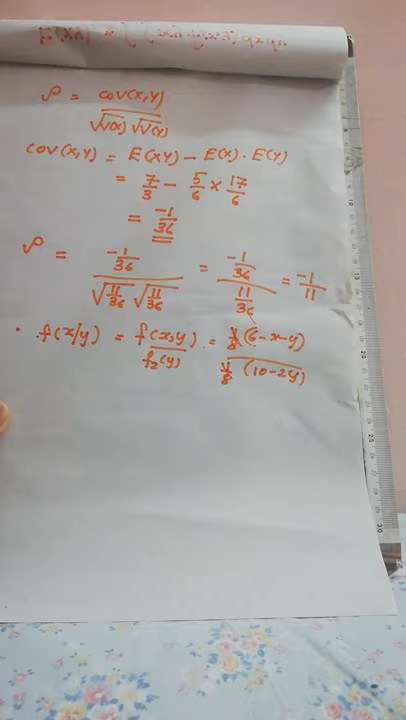 ρ = cov(x,y) / √V(x) √V(y)
cov(x,y) = E(xy) − E(x) · E(y)
= 7/3 − 5/6 × 17/6
= −1/36
ρ = (−1/36) / (√11/36 √11/36) = (−1/36) / (11/36) = −1/11
· f(x/y) = f(x,y) / f₂(y) = 1/8 (6−x−y) / 1/8 (10−2y)